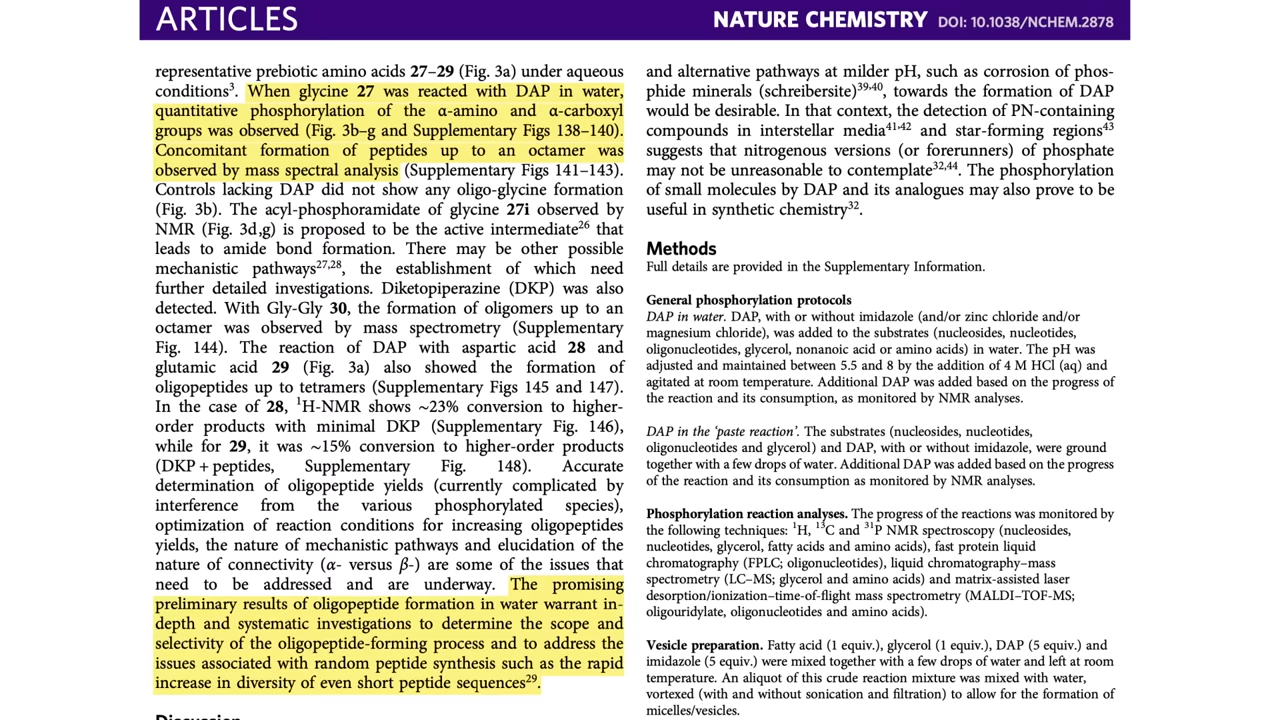 ARTICLES
NATURE CHEMISTRY DOI: 10.1038/NCHEM.2878
representative prebiotic amino acids 27–29 (Fig. 3a) under aqueous
conditions³. When glycine 27 was reacted with DAP in water,
quantitative phosphorylation of the α-amino and α-carboxyl
groups was observed (Fig. 3b–g and Supplementary Figs 138–140).
Concomitant formation of peptides up to an octamer was
observed by mass spectral analysis (Supplementary Figs 141–143).
Controls lacking DAP did not show any oligo-glycine formation
(Fig. 3b). The acyl-phosphoramidate of glycine 27i observed by
NMR (Fig. 3d,g) is proposed to be the active intermediate²⁶ that
leads to amide bond formation. There may be other possible
mechanistic pathways²⁷,²⁸, the establishment of which need
further detailed investigations. Diketopiperazine (DKP) was also
detected. With Gly-Gly 30, the formation of oligomers up to an
octamer was observed by mass spectrometry (Supplementary
Fig. 144). The reaction of DAP with aspartic acid 28 and
glutamic acid 29 (Fig. 3a) also showed the formation of
oligopeptides up to tetramers (Supplementary Figs 145 and 147).
In the case of 28, ¹H-NMR shows ~23% conversion to higher-
order products with minimal DKP (Supplementary Fig. 146),
while for 29, it was ~15% conversion to higher-order products
(DKP + peptides, Supplementary Fig. 148). Accurate
determination of oligopeptide yields (currently complicated by
interference from the various phosphorylated species),
optimization of reaction conditions for increasing oligopeptides
yields, the nature of mechanistic pathways and elucidation of the
nature of connectivity (α- versus β-) are some of the issues that
need to be addressed and are underway. The promising
preliminary results of oligopeptide formation in water warrant in-
depth and systematic investigations to determine the scope and
selectivity of the oligopeptide-forming process and to address the
issues associated with random peptide synthesis such as the rapid
increase in diversity of even short peptide sequences²⁹.
Discussion
and alternative pathways at milder pH, such as corrosion of phos-
phide minerals (schreibersite)³⁹,⁴⁰, towards the formation of DAP
would be desirable. In that context, the detection of PN-containing
compounds in interstellar media⁴¹,⁴² and star-forming regions⁴³
suggests that nitrogenous versions (or forerunners) of phosphate
may not be unreasonable to contemplate³²,⁴⁴. The phosphorylation
of small molecules by DAP and its analogues may also prove to be
useful in synthetic chemistry³².
Methods
Full details are provided in the Supplementary Information.
General phosphorylation protocols
DAP in water. DAP, with or without imidazole (and/or zinc chloride and/or
magnesium chloride), was added to the substrates (nucleosides, nucleotides,
oligonucleotides, glycerol, nonanoic acid or amino acids) in water. The pH was
adjusted and maintained between 5.5 and 8 by the addition of 4 M HCl (aq) and
agitated at room temperature. Additional DAP was added based on the progress of
the reaction and its consumption, as monitored by NMR analyses.
DAP in the ‘paste reaction’. The substrates (nucleosides, nucleotides,
oligonucleotides and glycerol) and DAP, with or without imidazole, were ground
together with a few drops of water. Additional DAP was added based on the progress
of the reaction and its consumption as monitored by NMR analyses.
Phosphorylation reaction analyses. The progress of the reactions was monitored by
the following techniques: ¹H, ¹³C and ³¹P NMR spectroscopy (nucleosides,
nucleotides, glycerol, fatty acids and amino acids), fast protein liquid
chromatography (FPLC; oligonucleotides), liquid chromatography–mass
spectrometry (LC–MS; glycerol and amino acids) and matrix-assisted laser
desorption/ionization–time-of-flight mass spectrometry (MALDI–TOF-MS;
oligouridylate, oligonucleotides and amino acids).
Vesicle preparation. Fatty acid (1 equiv.), glycerol (1 equiv.), DAP (5 equiv.) and
imidazole (5 equiv.) were mixed together with a few drops of water and left at room
temperature. An aliquot of this crude reaction mixture was mixed with water,
vortexed (with and without sonication and filtration) to allow for the formation of
micelles/vesicles.